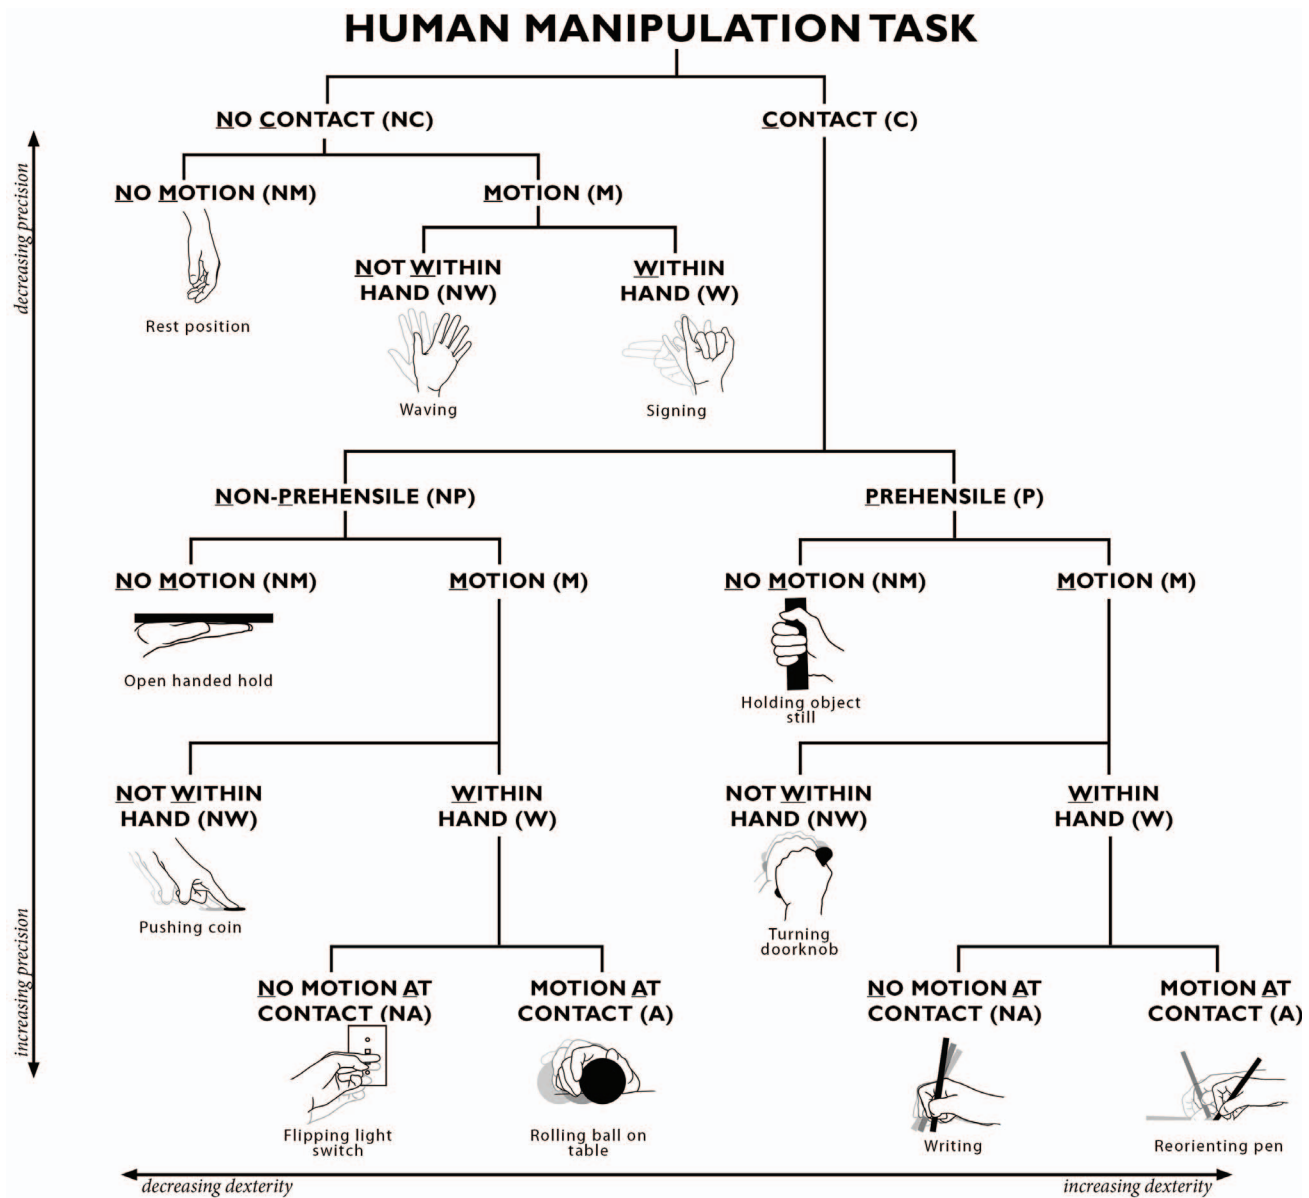 HUMAN MANIPULATION TASK
NO CONTACT (NC)
CONTACT (C)
decreasing precision
NO MOTION (NM)
MOTION (M)
Rest position
NOT WITHIN
HAND (NW)
WITHIN
HAND (W)
Waving
Signing
NON-PREHENSILE (NP)
PREHENSILE (P)
NO MOTION (NM)
MOTION (M)
NO MOTION (NM)
MOTION (M)
Open handed hold
Holding object
still
NOT WITHIN
HAND (NW)
WITHIN
HAND (W)
NOT WITHIN
HAND (NW)
WITHIN
HAND (W)
Pushing coin
Turning
doorknob
increasing precision
NO MOTION AT
CONTACT (NA)
MOTION AT
CONTACT (A)
NO MOTION AT
CONTACT (NA)
MOTION AT
CONTACT (A)
Flipping light
switch
Rolling ball on
table
Writing
Reorienting pen
decreasing dexterity
increasing dexterity